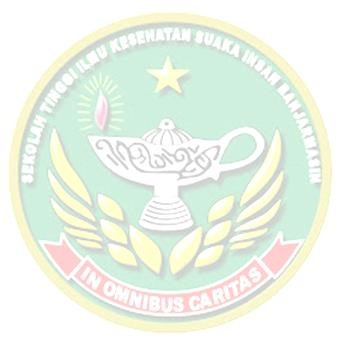 SEKOLAH TINGGI ILMU KESEHATAN SUAKA INSAN BANJARMASIN
IN OMNIBUS CARITAS